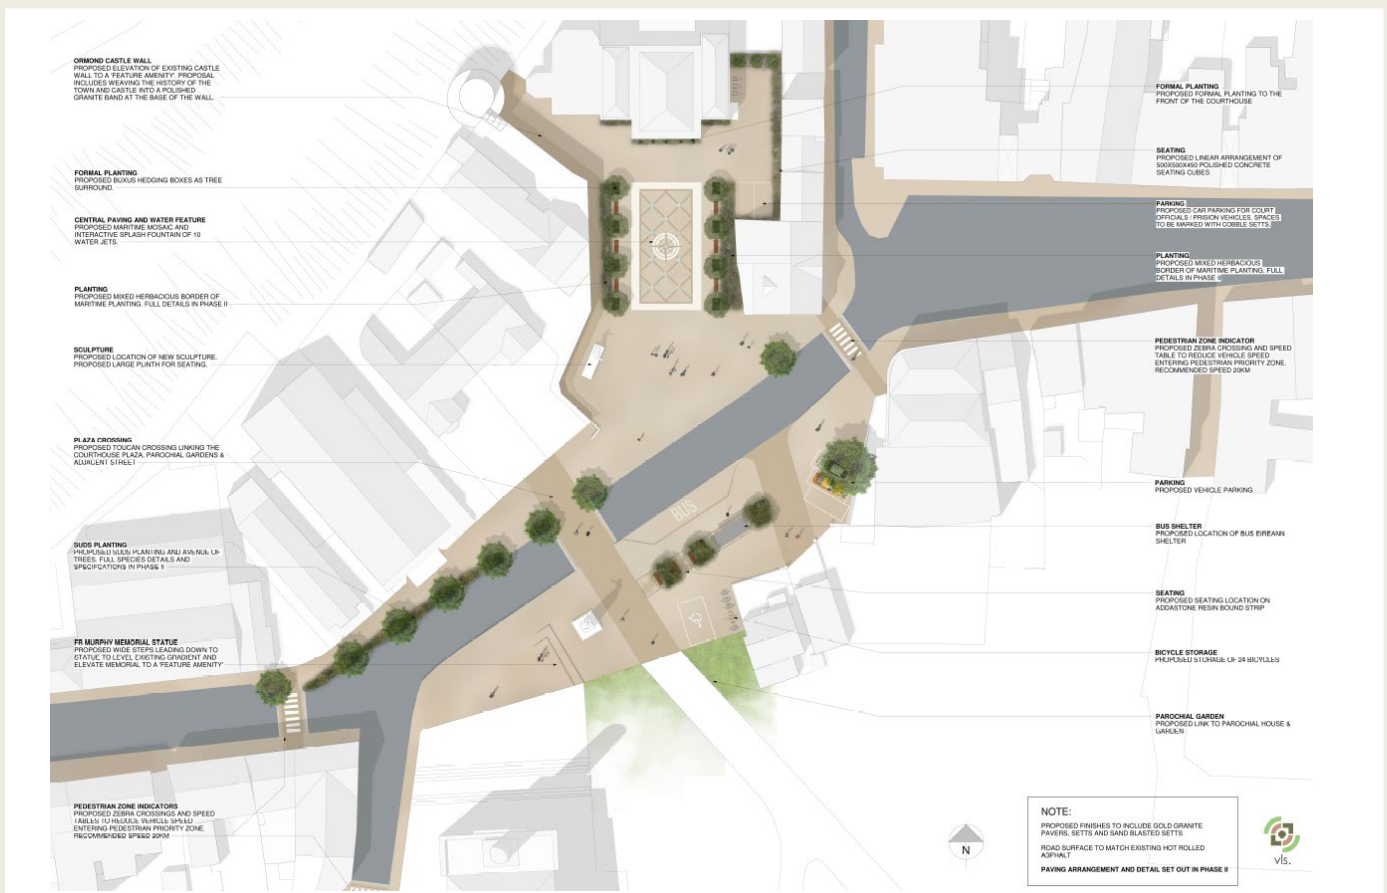 ORMOND CASTLE WALL
PROPOSED ELEVATION OF EXISTING CASTLE
WALL TO A 'FEATURE AMENITY'. PROPOSAL
INCLUDES WEAVING THE HISTORY OF THE
TOWN AND CASTLE INTO A POLISHED
GRANITE BAND AT THE BASE OF THE WALL.
FORMAL PLANTING
PROPOSED BUXUS HEDGING BOXES AS TREE
SURROUND.
CENTRAL PAVING AND WATER FEATURE
PROPOSED MARITIME MOSAIC AND
INTERACTIVE SPLASH FOUNTAIN OF 10
WATER JETS.
PLANTING
PROPOSED MIXED HERBACIOUS BORDER OF
MARITIME PLANTING. FULL DETAILS IN PHASE II
SCULPTURE
PROPOSED LOCATION OF NEW SCULPTURE.
PROPOSED LARGE PLINTH FOR SEATING.
PLAZA CROSSING
PROPOSED TOUCAN CROSSING LINKING THE
COURTHOUSE PLAZA, PAROCHIAL GARDENS &
ADJACENT STREET
SUDS PLANTING
PROPOSED SUDS PLANTING AND AVENUE OF
TREES. FULL SPECIES DETAILS AND
SPECIFCATIONS IN PHASE II
FR MURPHY MEMORIAL STATUE
PROPOSED WIDE STEPS LEADING DOWN TO
STATUE TO LEVEL EXISTING GRADIENT AND
ELEVATE MEMORIAL TO A 'FEATURE AMENITY'
PEDESTRIAN ZONE INDICATORS
PROPOSED ZEBRA CROSSINGS AND SPEED
TABLES TO REDUCE VEHICLE SPEED
ENTERING PEDESTRIAN PRIORITY ZONE.
RECOMMENDED SPEED 20KM
BUS
FORMAL PLANTING
PROPOSED FORMAL PLANTING TO THE
FRONT OF THE COURTHOUSE
SEATING
PROPOSED LINEAR ARRANGEMENT OF
500X500X450 POLISHED CONCRETE
SEATING CUBES
PARKING
PROPOSED CAR PARKING FOR COURT
OFFICIALS / PRISION VEHICLES. SPACES
TO BE MARKED WITH COBBLE SETTS.
PLANTING
PROPOSED MIXED HERBACIOUS
BORDER OF MARITIME PLANTING. FULL
DETAILS IN PHASE II
PEDESTRIAN ZONE INDICATOR
PROPOSED ZEBRA CROSSING AND SPEED
TABLE TO REDUCE VEHICLE SPEED
ENTERING PEDESTRIAN PRIORITY ZONE.
RECOMMENDED SPEED 20KM
PARKING
PROPOSED VEHICLE PARKING
BUS SHELTER
PROPOSED LOCATION OF BUS EIREANN
SHELTER
SEATING
PROPOSED SEATING LOCATION ON
ADDASTONE RESIN BOUND STRIP
BICYCLE STORAGE
PROPOSED STORAGE OF 24 BICYCLES
PAROCHIAL GARDEN
PROPOSED LINK TO PAROCHIAL HOUSE &
GARDEN
N
NOTE:
PROPOSED FINISHES TO INCLUDE GOLD GRANITE
PAVERS, SETTS AND SAND BLASTED SETTS
ROAD SURFACE TO MATCH EXISTING HOT ROLLED
ASPHALT
PAVING ARRANGEMENT AND DETAIL SET OUT IN PHASE II
vls.